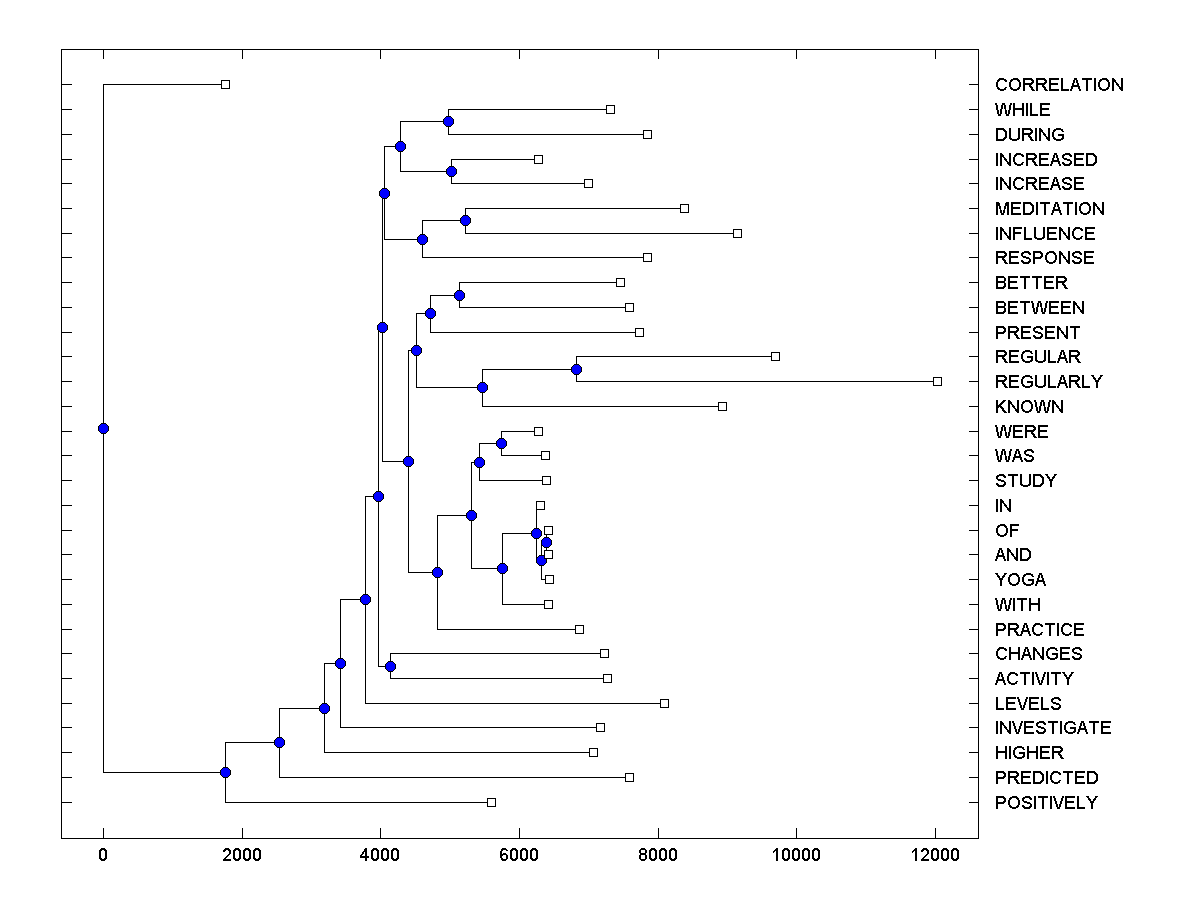 CORRELATION
WHILE
DURING
INCREASED
INCREASE
MEDITATION
INFLUENCE
RESPONSE
BETTER
BETWEEN
PRESENT
REGULAR
REGULARLY
KNOWN
WERE
WAS
STUDY
IN
OF
AND
YOGA
WITH
PRACTICE
CHANGES
ACTIVITY
LEVELS
INVESTIGATE
HIGHER
PREDICTED
POSITIVELY
0 2000 4000 6000 8000 10000 12000